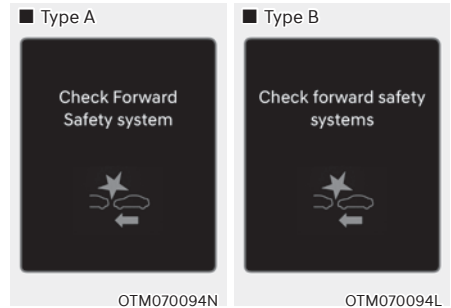 ■ Type A
Check Forward
Safety system
OTM070094N
■ Type B
Check forward safety
systems
OTM070094L